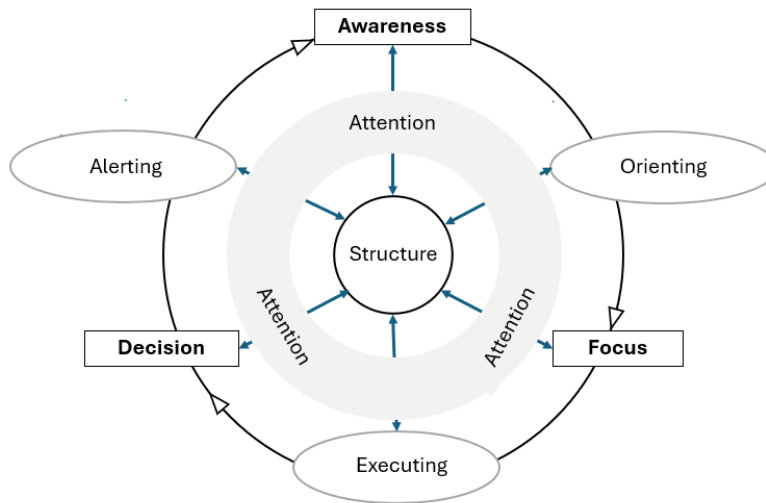 Awareness
Attention
Alerting
Orienting
Structure
Attention
Attention
Decision
Focus
Executing